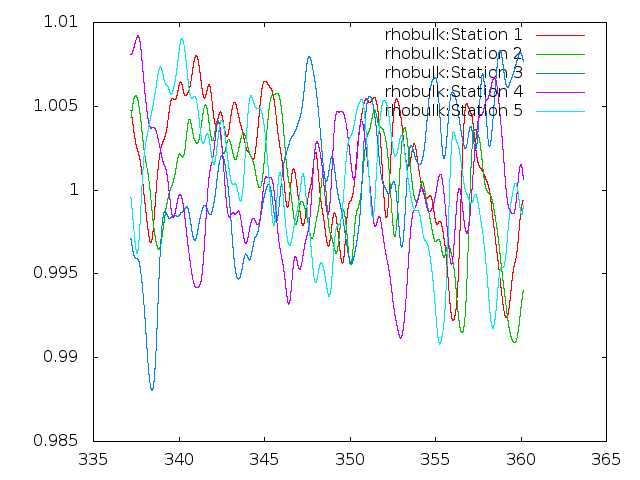 1.01
1.005
1
0.995
0.99
0.985
335
340
345
350
355
360
365
rhobulk:Station 1
rhobulk:Station 2
rhobulk:Station 3
rhobulk:Station 4
rhobulk:Station 5